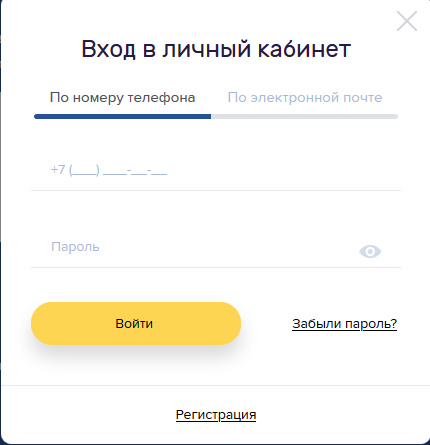 Вход в личный кабинет
По номеру телефона По электронной почте
+7 (___) ___-__-__
Пароль
Войти Забыли пароль?
Регистрация